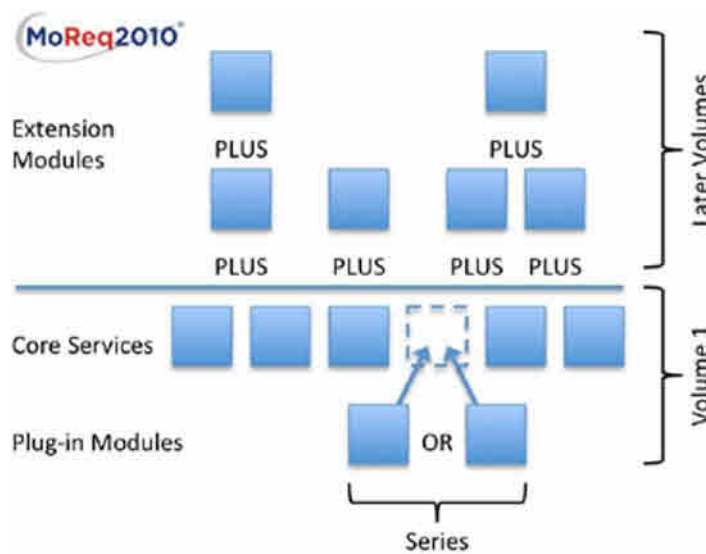 MoReq2010®
Extension
Modules
PLUS PLUS
PLUS PLUS PLUS PLUS
Later Volumes
Core Services
Plug-in Modules
OR
Volume 1
Series